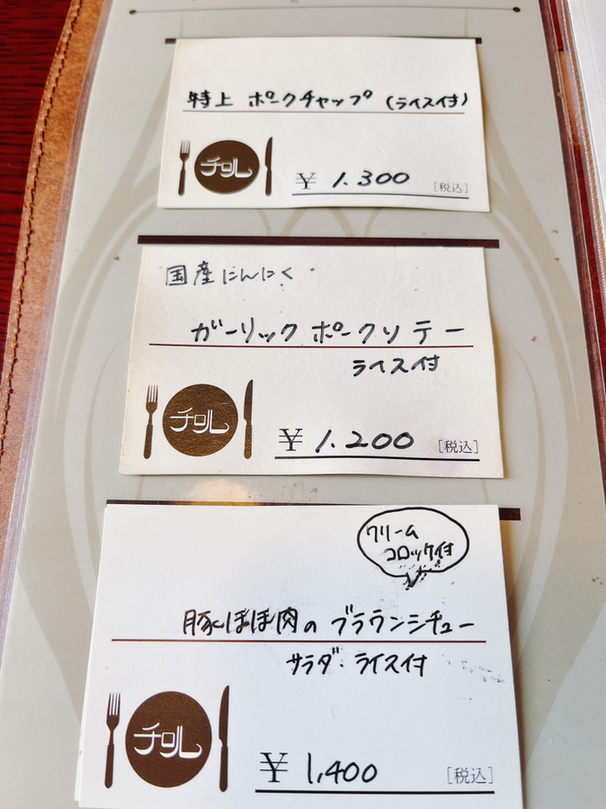 特上 ポークチャップ (ライス付)
チロル
¥ 1.300 [税込]
国産にんにく
ガーリック ポークソテー
ライス付
チロル
¥ 1.200 [税込]
クリーム
コロッケ付
豚ほほ肉の ブラウンシチュー
サラダ・ライス付
チロル
¥ 1,400 [税込]